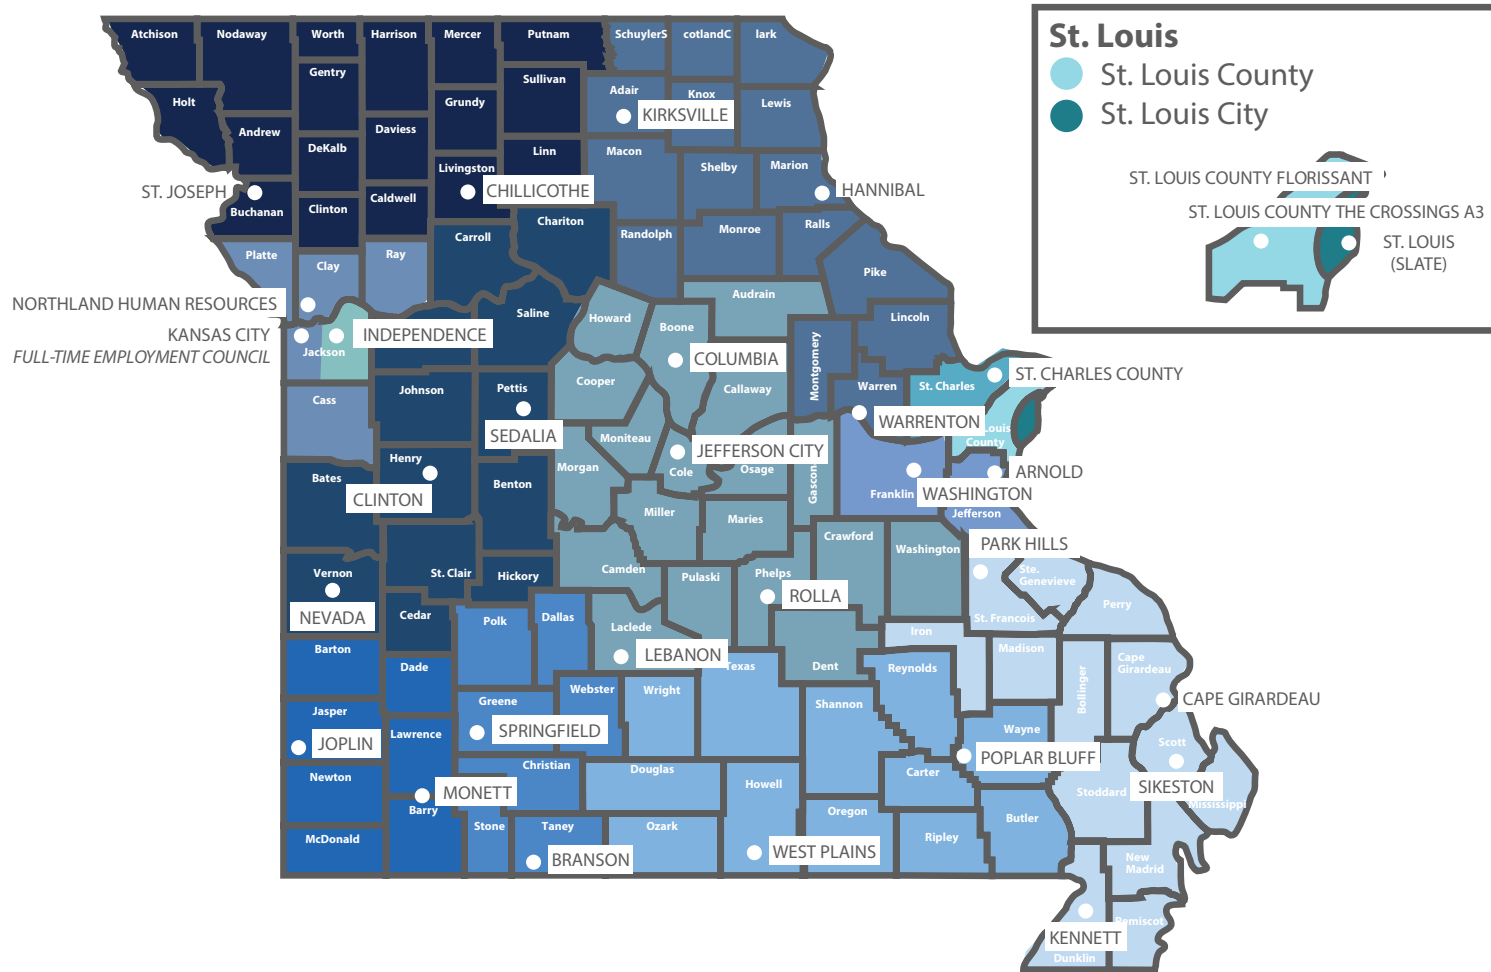 Atchison
Nodaway
Worth
Harrison
Mercer
Putnam
SchuylerS
cotlandC
lark
St. Louis
St. Louis County
St. Louis City
Gentry
Sullivan
Holt
Grundy
Adair
Knox
Lewis
KIRKSVILLE
Andrew
DeKalb
Daviess
Livingston
Linn
Macon
Shelby
Marion
ST. JOSEPH
CHILLICOTHE
HANNIBAL
Buchanan
Clinton
Caldwell
Chariton
ST. LOUIS COUNTY FLORISSANT
ST. LOUIS COUNTY THE CROSSINGS A3
ST. LOUIS
(SLATE)
Carroll
Randolph
Monroe
Ralls
Platte
Clay
Ray
Pike
Audrain
NORTHLAND HUMAN RESOURCES
Saline
Howard
Boone
Lincoln
KANSAS CITY
INDEPENDENCE
FULL-TIME EMPLOYMENT COUNCIL
Jackson
COLUMBIA
Montgomery
ST. CHARLES COUNTY
Cass
Johnson
Pettis
Cooper
Callaway
Warren
St. Charles
SEDALIA
WARRENTON
Louis
County
Moniteau
JEFFERSON CITY
Henry
Morgan
Cole
Osage
Gascona
ARNOLD
Bates
CLINTON
Benton
Franklin
WASHINGTON
Jefferson
Miller
Maries
Crawford
Washington
PARK HILLS
Vernon
St. Clair
Hickory
Camden
Pulaski
Phelps
Ste.
Genevieve
NEVADA
ROLLA
Perry
Cedar
Polk
Dallas
Laclede
St. Francois
Iron
Barton
LEBANON
Madison
Dade
Texas
Dent
Reynolds
Cape
Girardeau
Bollinger
Webster
Wright
Greene
Shannon
CAPE GIRARDEAU
Jasper
Lawrence
SPRINGFIELD
Wayne
JOPLIN
Scott
POPLAR BLUFF
Newton
Christian
Douglas
Howell
Carter
SIKESTON
MONETT
Stoddard
Mississippi
Barry
Oregon
Butler
McDonald
Stone
Taney
Ozark
Ripley
BRANSON
WEST PLAINS
New
Madrid
Pemiscot
KENNETT
Dunklin